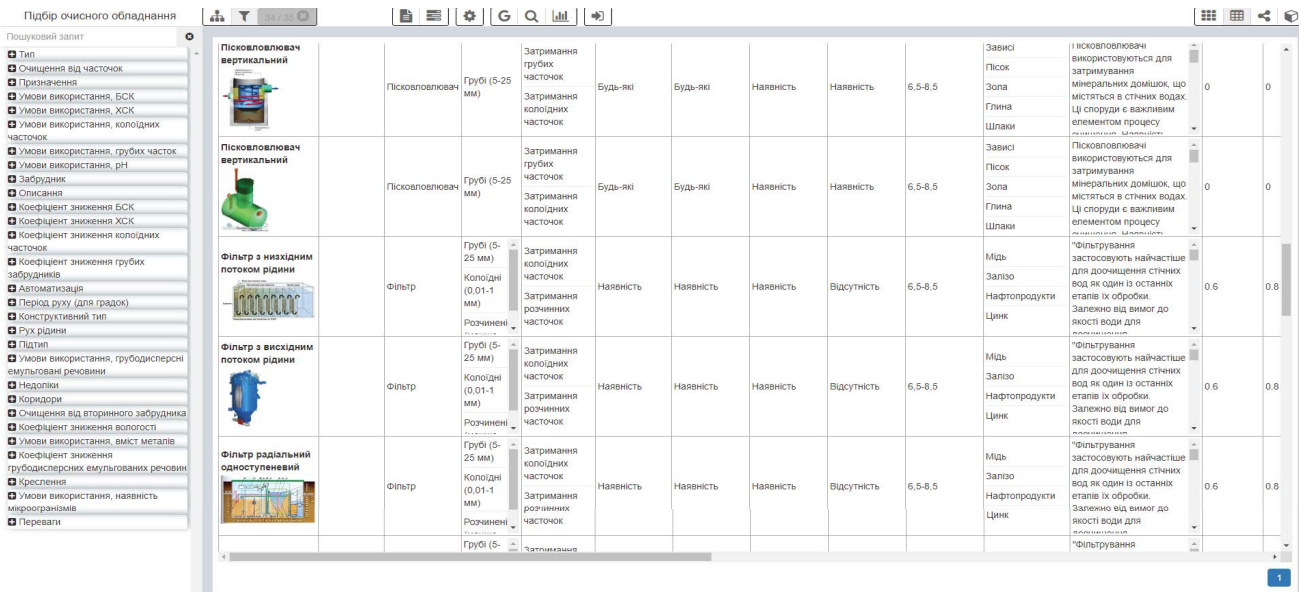 Підбір очисного обладнання
34 / 35
Пошуковий запит
Тип
Очищення від часточок
Призначення
Умови використання, БСК
Умови використання, ХСК
Умови використання, колоїдних
часточок
Умови використання, грубих часток
Умови використання, pH
Забрудник
Описання
Коефіцієнт зниження БСК
Коефіцієнт зниження ХСК
Коефіцієнт зниження колоїдних
часточок
Коефіцієнт зниження грубих
забрудників
Автоматизація
Період руху (для градок)
Конструктивний тип
Рух рідини
Підтип
Умови використання, грубодисперсні
емульговані речовини
Недоліки
Коридори
Очищення від вторинного забрудника
Коефіцієнт зниження вологості
Умови використання, вміст металів
Коефіцієнт зниження
грубодисперсних емульгованих речовин
Креслення
Умови використання, наявність
мікроорганізмів
Переваги
Пісковловлювач
вертикальний
Пісковловлювач
Грубі (5-25
мм)
Затримання
грубих
часточок
Затримання
колоїдних
часточок
Будь-які
Будь-які
Наявність
Наявність
6,5-8,5
Зависі
Пісок
Зола
Глина
Шлаки
Пісковловлювачі
використовуються для
затримування
мінеральних домішок, що
містяться в стічних водах.
Ці споруди є важливим
елементом процесу
очищення. Наявність
0
0
Пісковловлювач
вертикальний
Пісковловлювач
Грубі (5-25
мм)
Затримання
грубих
часточок
Затримання
колоїдних
часточок
Будь-які
Будь-які
Наявність
Наявність
6,5-8,5
Зависі
Пісок
Зола
Глина
Шлаки
Пісковловлювачі
використовуються для
затримування
мінеральних домішок, що
містяться в стічних водах.
Ці споруди є важливим
елементом процесу
очищення. Наявність
0
0
Фільтр з низхідним
потоком рідини
Фільтр
Грубі (5-
25 мм)
Колоїдні
(0,01-1
мм)
Розчинені
Затримання
колоїдних
часточок
Затримання
розчинних
часточок
Наявність
Наявність
Наявність
Відсутність
6,5-8,5
Мідь
Залізо
Нафтопродукти
Цинк
"Фільтрування
застосовують найчастіше
для доочищення стічних
вод як один із останніх
етапів їх обробки.
Залежно від вимог до
якості води для
0.6
0.8
Фільтр з висхідним
потоком рідини
Фільтр
Грубі (5-
25 мм)
Колоїдні
(0,01-1
мм)
Розчинені
Затримання
колоїдних
часточок
Затримання
розчинних
часточок
Наявність
Наявність
Наявність
Відсутність
6,5-8,5
Мідь
Залізо
Нафтопродукти
Цинк
"Фільтрування
застосовують найчастіше
для доочищення стічних
вод як один із останніх
етапів їх обробки.
Залежно від вимог до
якості води для
0.6
0.8
Фільтр радіальний
одноступеневий
Фільтр
Грубі (5-
25 мм)
Колоїдні
(0,01-1
мм)
Розчинені
Затримання
колоїдних
часточок
Затримання
розчинних
часточок
Наявність
Наявність
Наявність
Відсутність
6,5-8,5
Мідь
Залізо
Нафтопродукти
Цинк
"Фільтрування
застосовують найчастіше
для доочищення стічних
вод як один із останніх
етапів їх обробки.
Залежно від вимог до
якості води для
0.6
0.8
Грубі (5-
Затримання
"Фільтрування
1